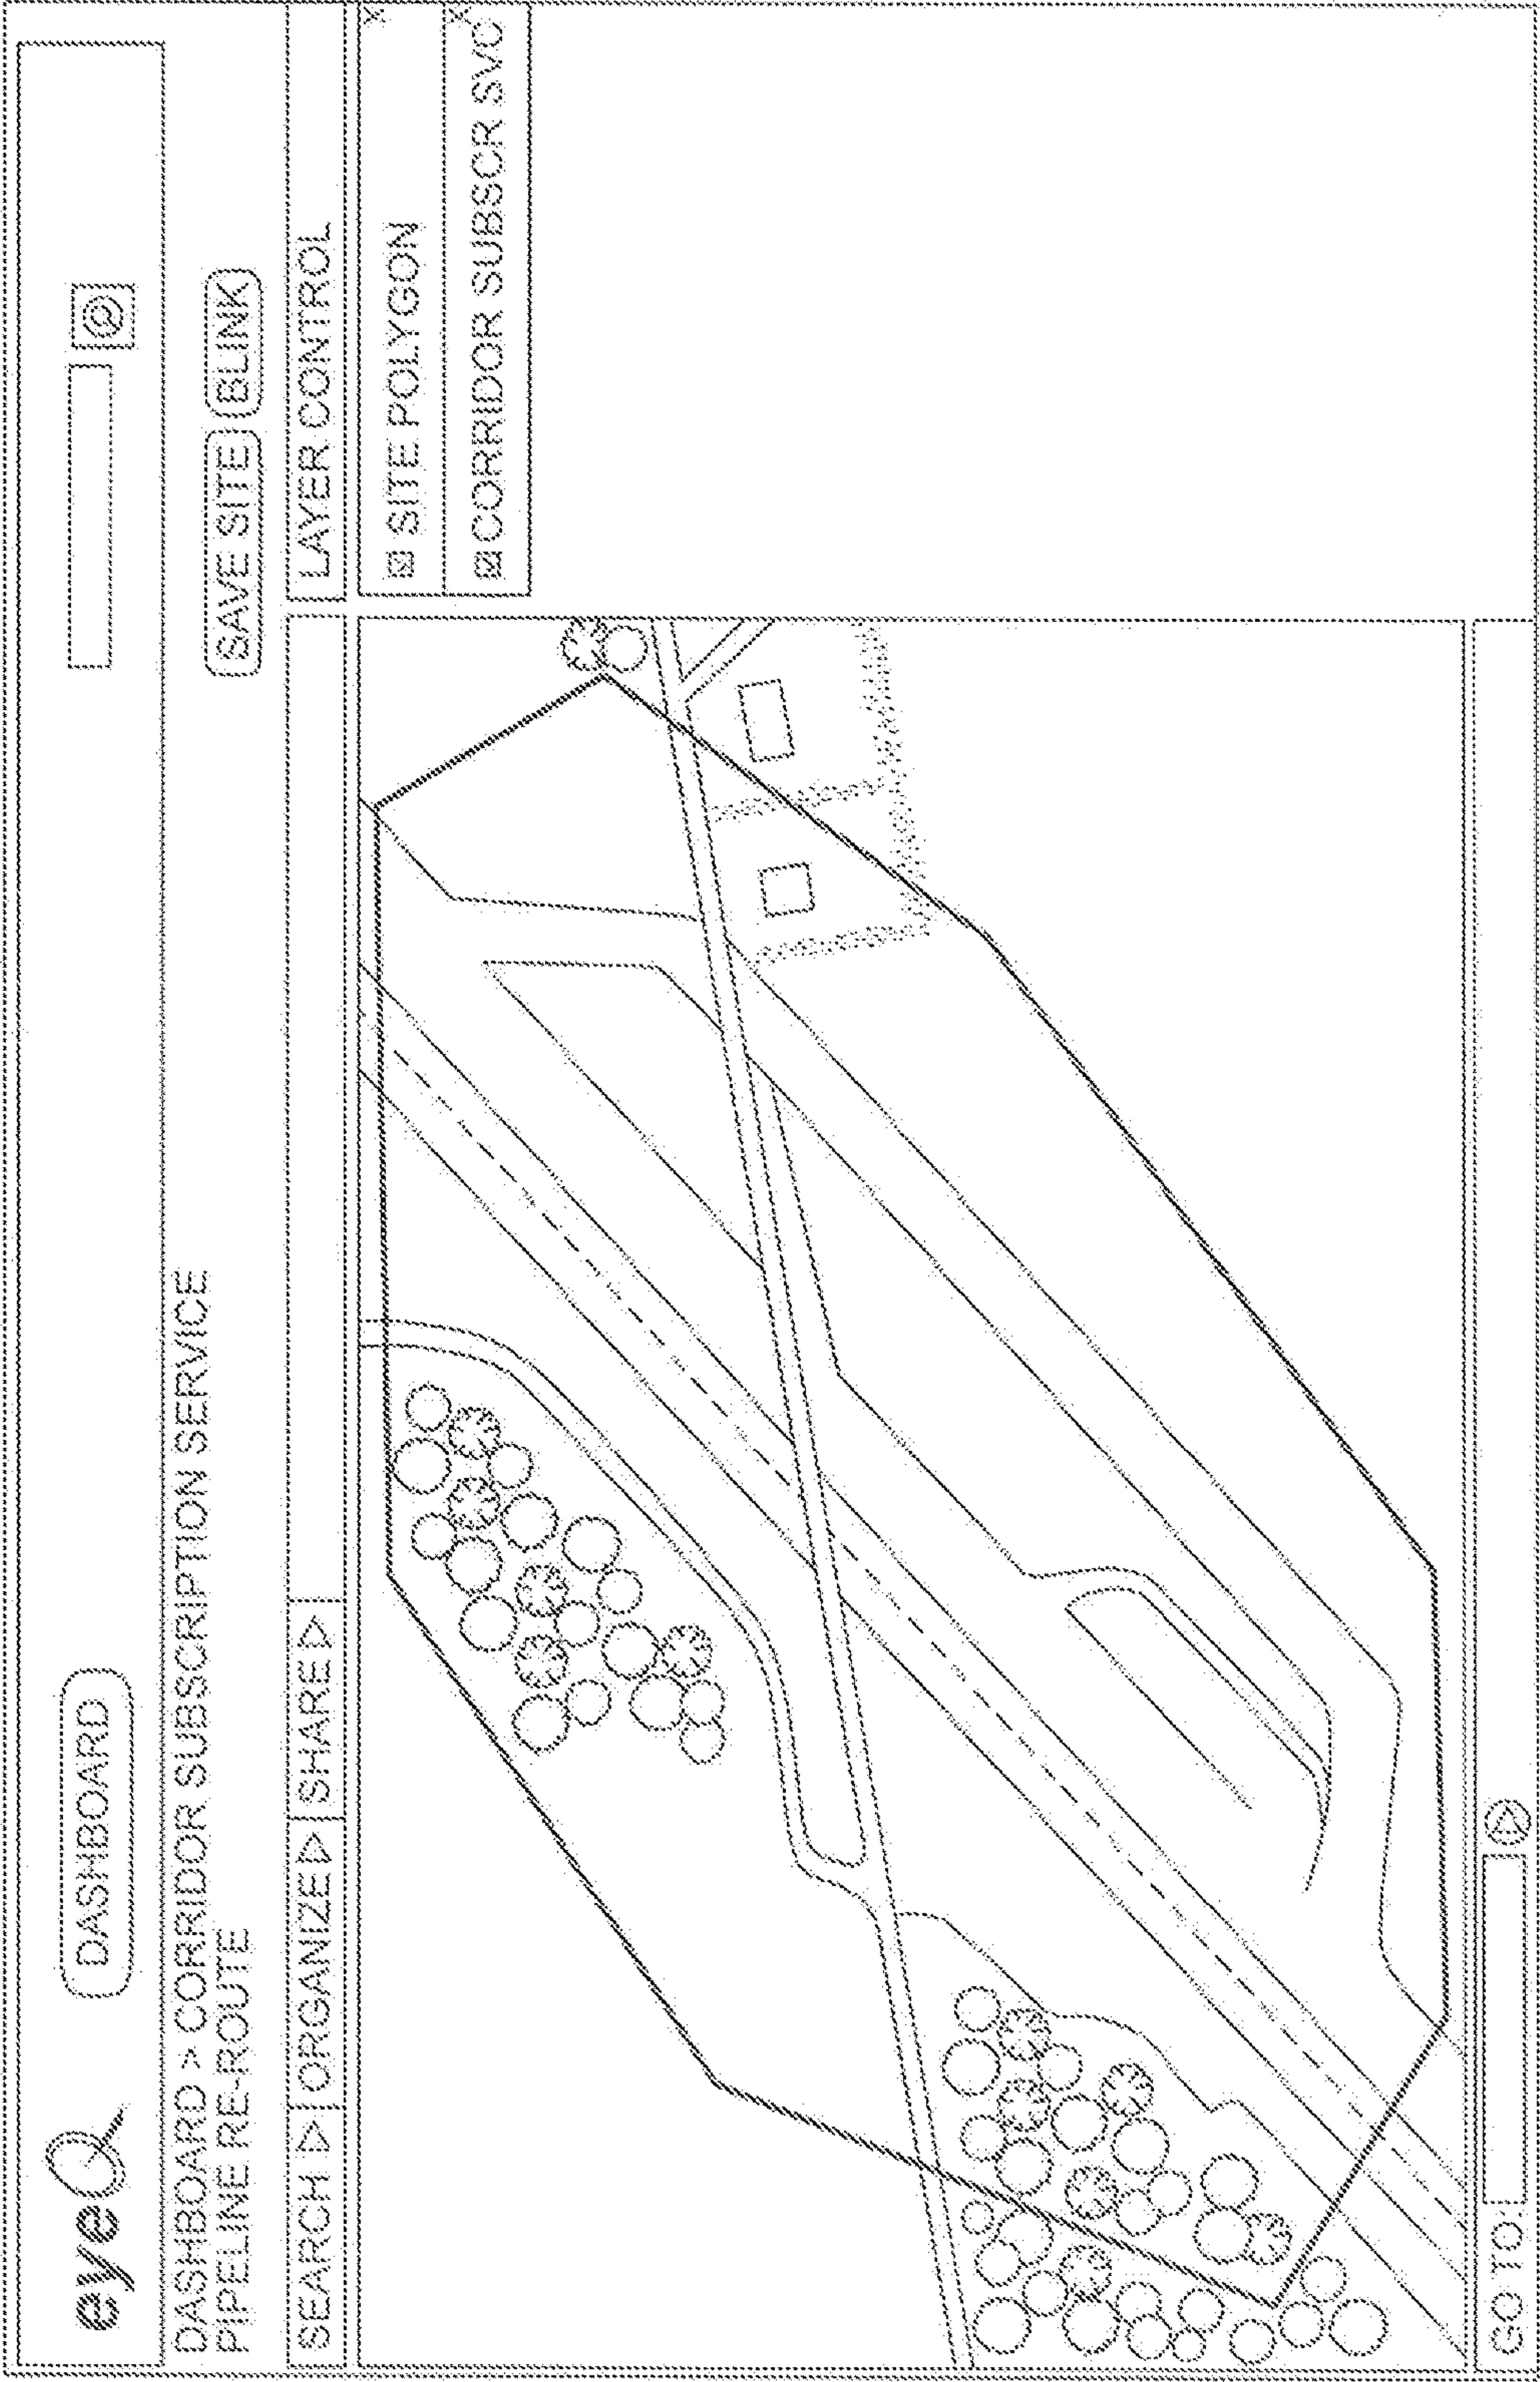 eyeQ
DASHBOARD
DASHBOARD > CORRIDOR SUBSCRIPTION SERVICE
PIPELINE RE-ROUTE
SAVE SITE BLINK
SEARCH ▷ ORGANIZE ▷ SHARE ▷
LAYER CONTROL
☒ SITE POLYGON X
☒ CORRIDOR SUBSCR SVC X
GO TO: